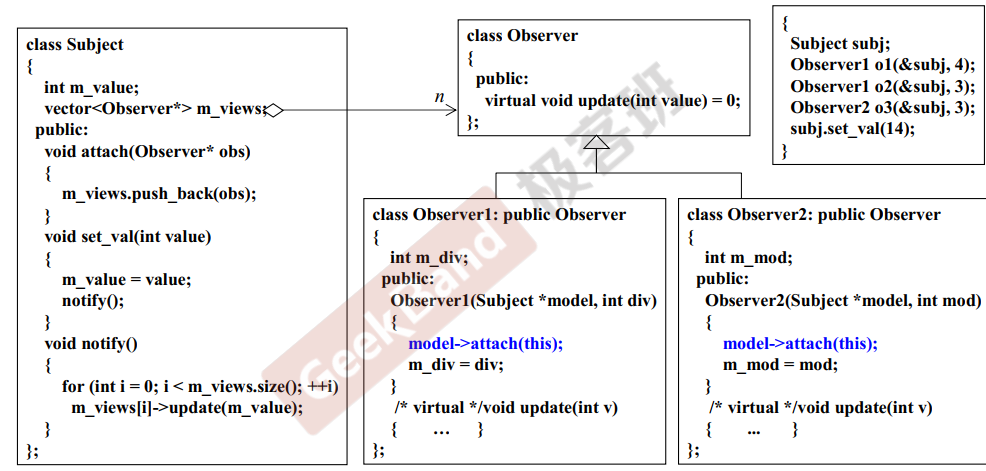 class Subject
{
int m_value;
vector<Observer*> m_views;
public:
void attach(Observer* obs)
{
m_views.push_back(obs);
}
void set_val(int value)
{
m_value = value;
notify();
}
void notify()
{
for (int i = 0; i < m_views.size(); ++i)
m_views[i]->update(m_value);
}
};
n
class Observer
{
public:
virtual void update(int value) = 0;
};
{
Subject subj;
Observer1 o1(&subj, 4);
Observer1 o2(&subj, 3);
Observer2 o3(&subj, 3);
subj.set_val(14);
}
class Observer1: public Observer
{
int m_div;
public:
Observer1(Subject *model, int div)
{
model->attach(this);
m_div = div;
}
/* virtual */void update(int v)
{ … }
};
class Observer2: public Observer
{
int m_mod;
public:
Observer2(Subject *model, int mod)
{
model->attach(this);
m_mod = mod;
}
/* virtual */void update(int v)
{ ... }
};
GeekBand
极客班